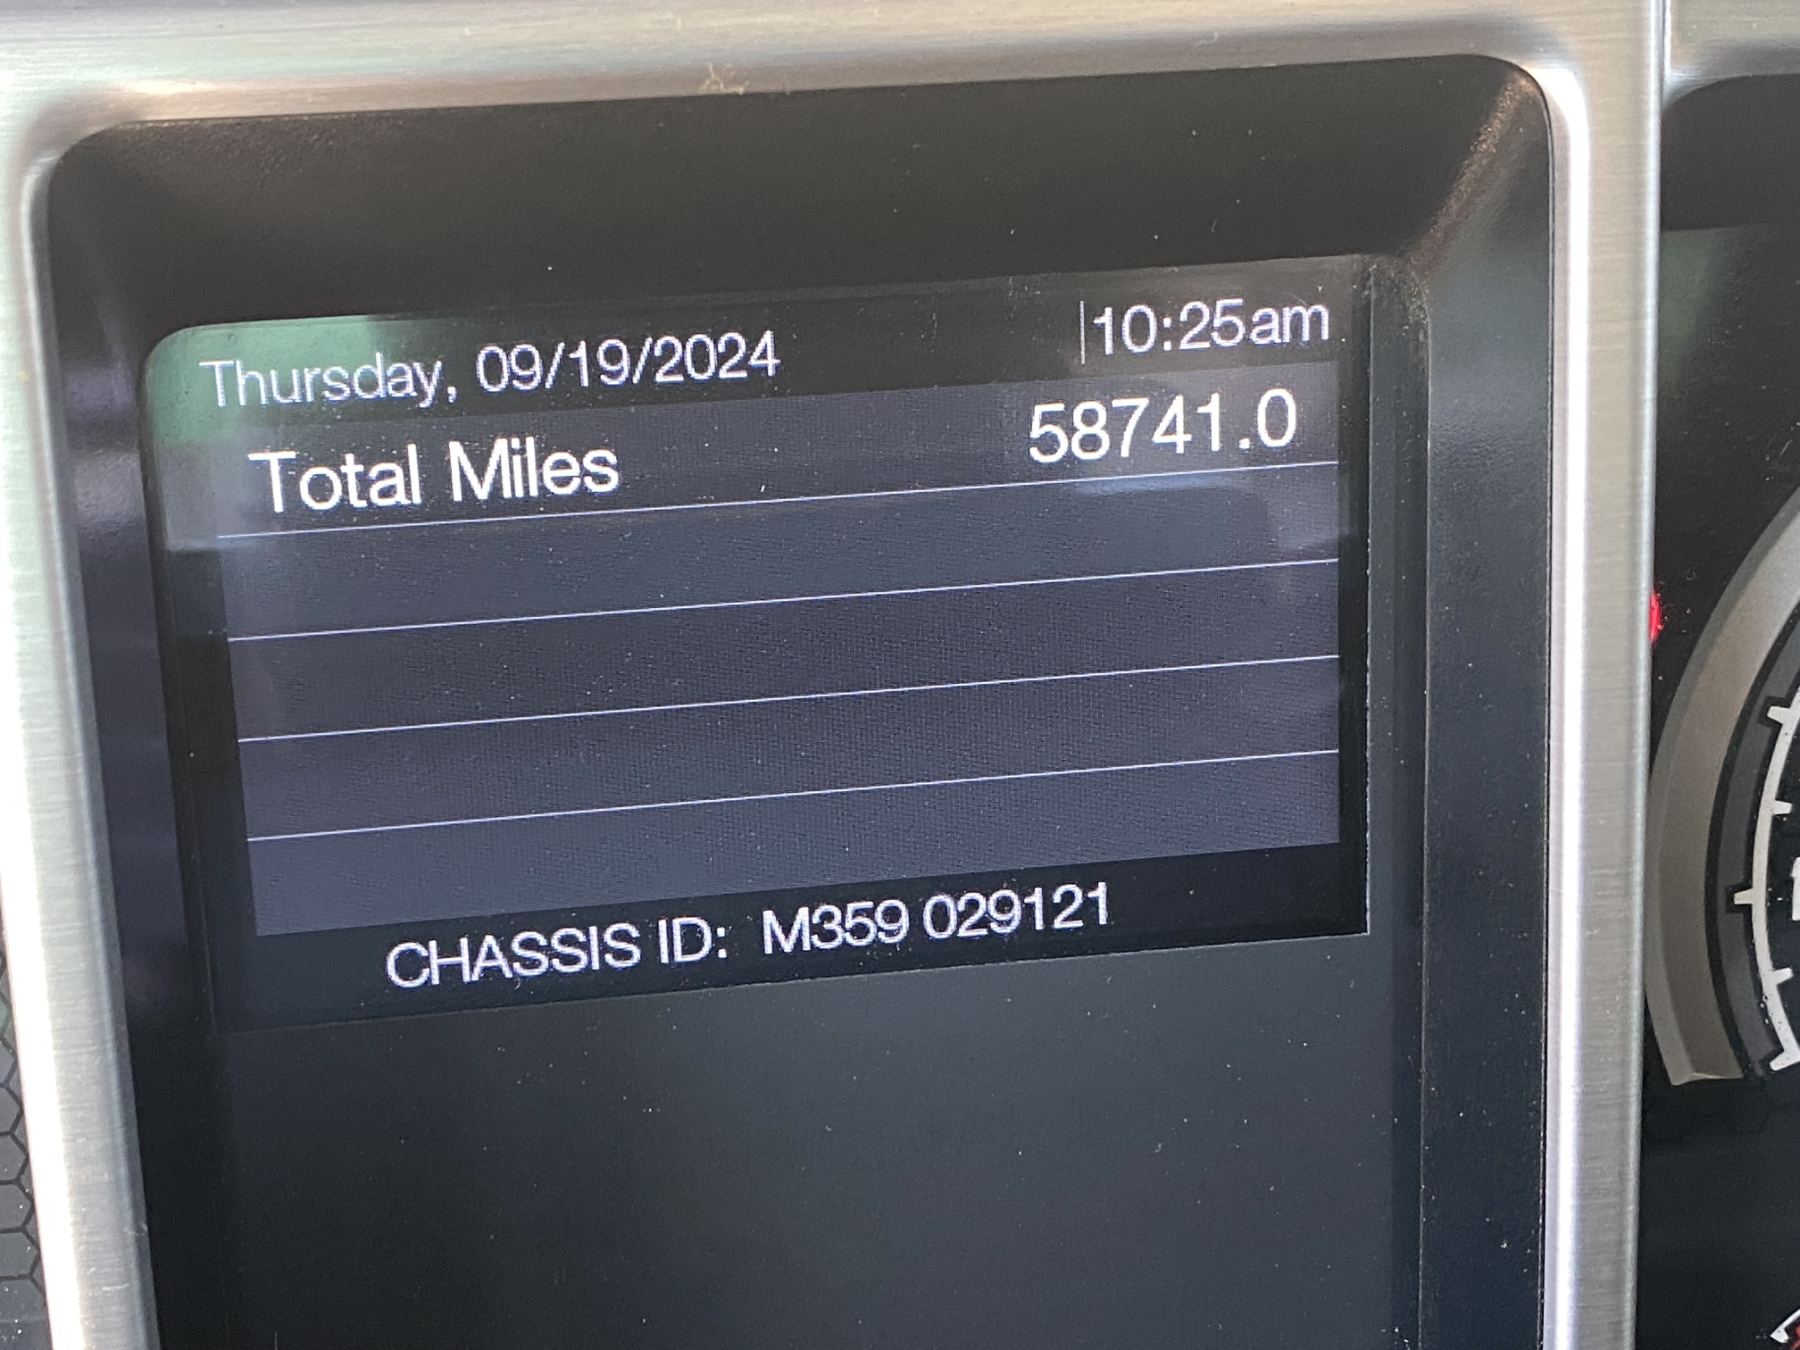 Thursday, 09/19/2024 10:25am
Total Miles 58741.0
CHASSIS ID: M359 029121